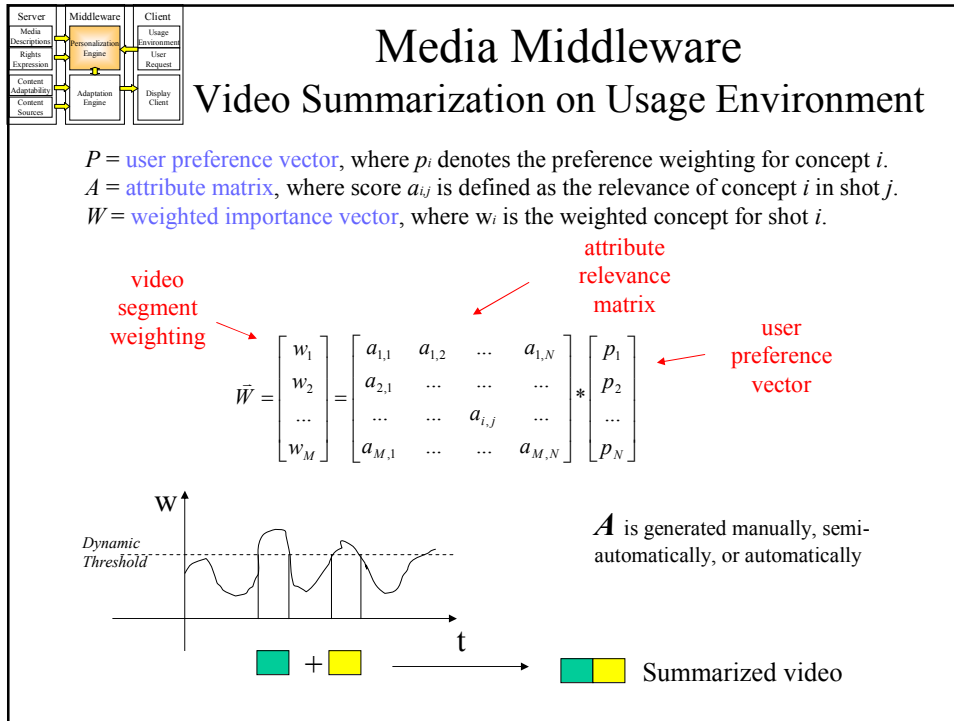 Server Middleware Client
Media Descriptions
Rights Expression
Content Adaptability
Content Sources
Personalization Engine
Adaptation Engine
Usage Environment
User Request
Display Client
Media Middleware
Video Summarization on Usage Environment
P = user preference vector, where pi denotes the preference weighting for concept i.
A = attribute matrix, where score ai,j is defined as the relevance of concept i in shot j.
W = weighted importance vector, where wi is the weighted concept for shot i.
video
segment
weighting
attribute
relevance
matrix
user
preference
vector
w1 a1,1 a1,2 ... a1,N p1
W⃗ = w2 = a2,1 ... ... ... * p2
... ... ... ai,j ... ...
wM aM,1 ... ... aM,N pN
w
Dynamic
Threshold
t
A is generated manually, semi-
automatically, or automatically
+
Summarized video